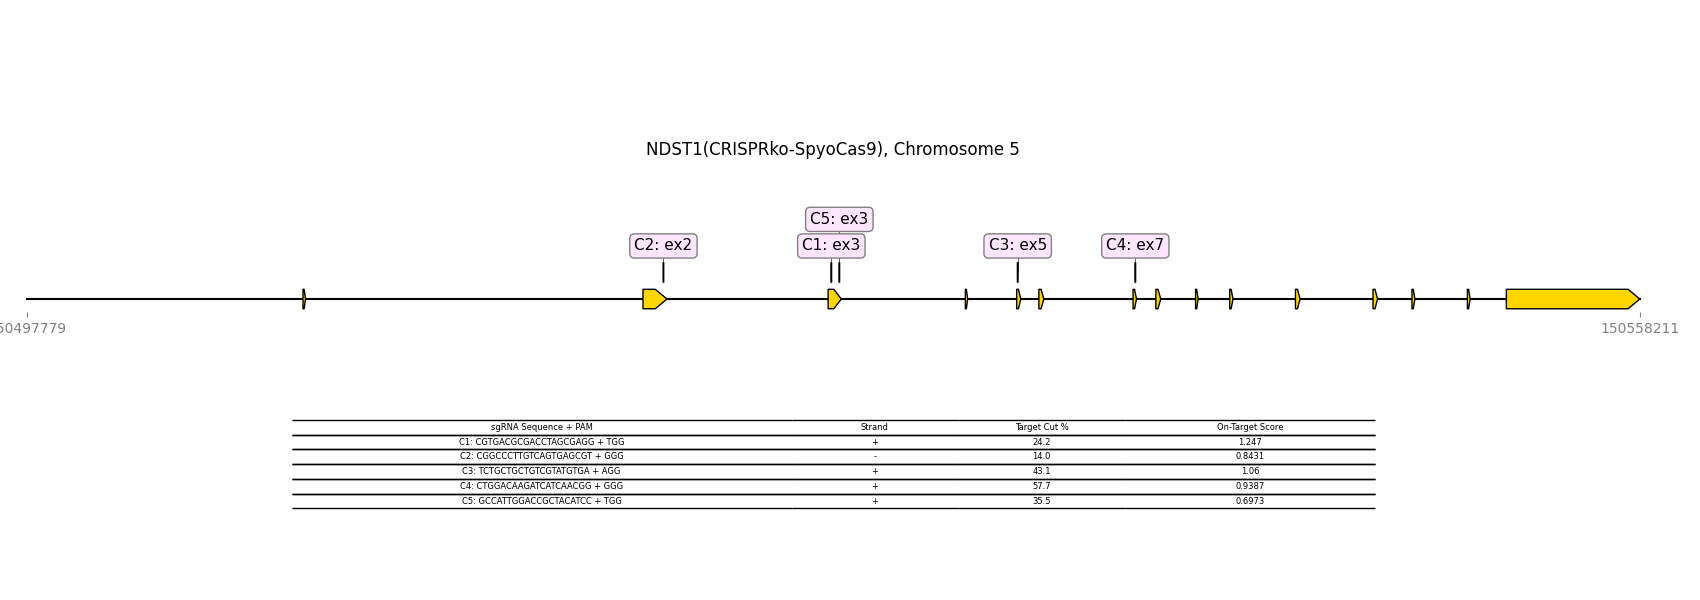 NDST1(CRISPRko-SpyoCas9), Chromosome 5
C5: ex3
C2: ex2 C1: ex3 C3: ex5 C4: ex7
50497779 150558211
sgRNA Sequence + PAM Strand Target Cut % On-Target Score
C1: CGTGACGCGACCTAGCGAGG + TGG + 24.2 1.247
C2: CGGCCCTTGTCAGTGAGCGT + GGG - 14.0 0.8431
C3: TCTGCTGCTGTCGTATGTGA + AGG + 43.1 1.06
C4: CTGGACAAGATCATCAACGG + GGG + 57.7 0.9387
C5: GCCATTGGACCGCTACATCC + TGG + 35.5 0.6973